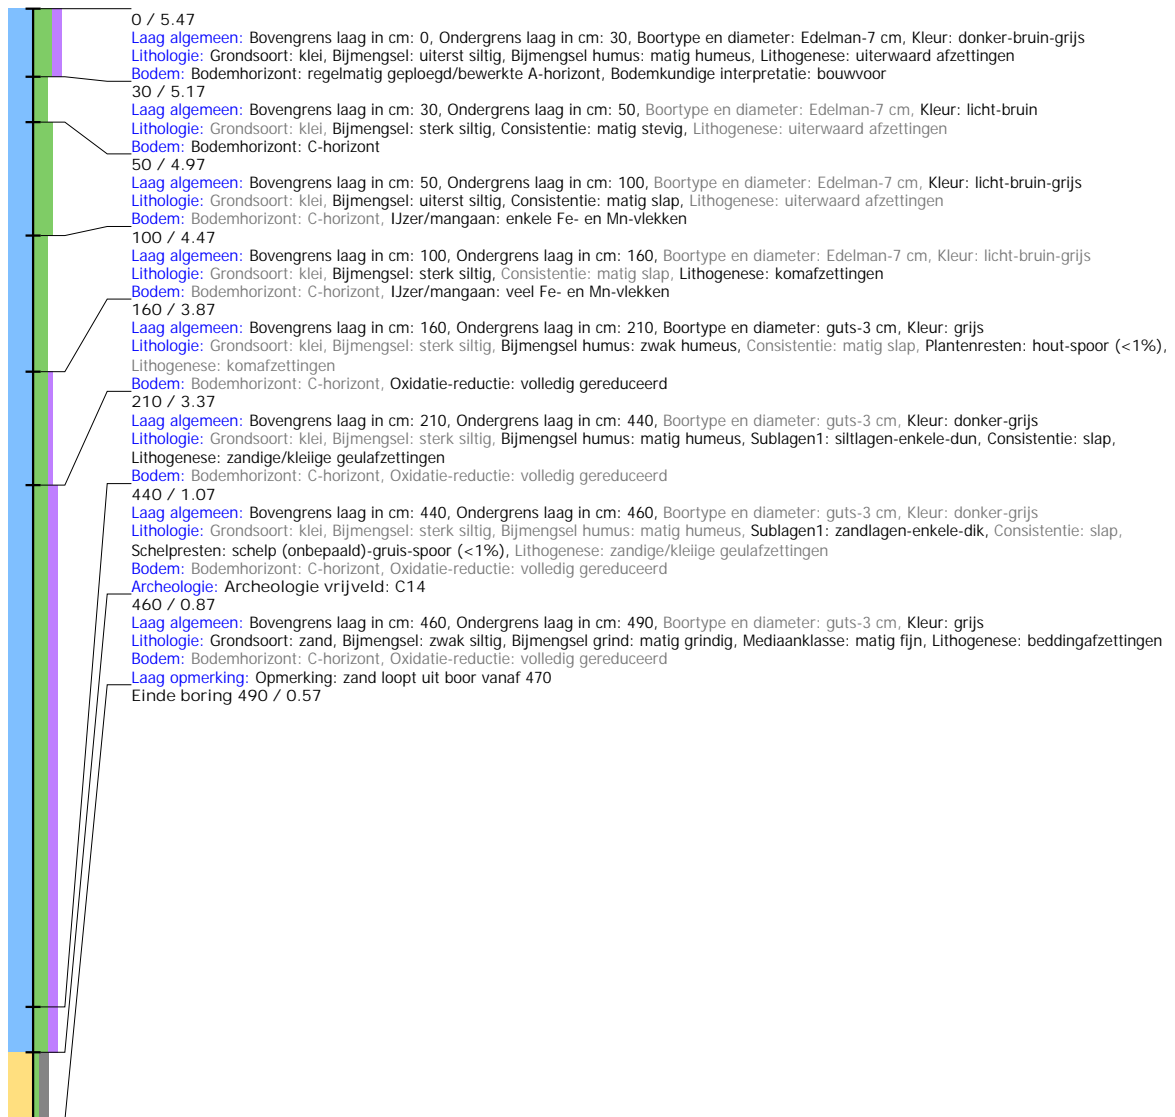 0 / 5.47
Laag algemeen: Bovengrens laag in cm: 0, Ondergrens laag in cm: 30, Boortype en diameter: Edelman-7 cm, Kleur: donker-bruin-grijs
Lithologie: Grondsoort: klei, Bijmengsel: uiterst siltig, Bijmengsel humus: matig humeus, Lithogenese: uiterwaard afzettingen
Bodem: Bodemhorizont: regelmatig geploegd/bewerkte A-horizont, Bodemkundige interpretatie: bouwvoor
30 / 5.17
Laag algemeen: Bovengrens laag in cm: 30, Ondergrens laag in cm: 50, Boortype en diameter: Edelman-7 cm, Kleur: licht-bruin
Lithologie: Grondsoort: klei, Bijmengsel: sterk siltig, Consistentie: matig stevig, Lithogenese: uiterwaard afzettingen
Bodem: Bodemhorizont: C-horizont
50 / 4.97
Laag algemeen: Bovengrens laag in cm: 50, Ondergrens laag in cm: 100, Boortype en diameter: Edelman-7 cm, Kleur: licht-bruin-grijs
Lithologie: Grondsoort: klei, Bijmengsel: uiterst siltig, Consistentie: matig slap, Lithogenese: uiterwaard afzettingen
Bodem: Bodemhorizont: C-horizont, IJzer/mangaan: enkele Fe- en Mn-vlekken
100 / 4.47
Laag algemeen: Bovengrens laag in cm: 100, Ondergrens laag in cm: 160, Boortype en diameter: Edelman-7 cm, Kleur: licht-bruin-grijs
Lithologie: Grondsoort: klei, Bijmengsel: sterk siltig, Consistentie: matig slap, Lithogenese: komafzettingen
Bodem: Bodemhorizont: C-horizont, IJzer/mangaan: veel Fe- en Mn-vlekken
160 / 3.87
Laag algemeen: Bovengrens laag in cm: 160, Ondergrens laag in cm: 210, Boortype en diameter: guts-3 cm, Kleur: grijs
Lithologie: Grondsoort: klei, Bijmengsel: sterk siltig, Bijmengsel humus: zwak humeus, Consistentie: matig slap, Plantenresten: hout-spoor (<1%),
Lithogenese: komafzettingen
Bodem: Bodemhorizont: C-horizont, Oxidatie-reductie: volledig gereduceerd
210 / 3.37
Laag algemeen: Bovengrens laag in cm: 210, Ondergrens laag in cm: 440, Boortype en diameter: guts-3 cm, Kleur: donker-grijs
Lithologie: Grondsoort: klei, Bijmengsel: sterk siltig, Bijmengsel humus: matig humeus, Sublagen1: siltlagen-enkele-dun, Consistentie: slap,
Lithogenese: zandige/kleiige geulafzettingen
Bodem: Bodemhorizont: C-horizont, Oxidatie-reductie: volledig gereduceerd
440 / 1.07
Laag algemeen: Bovengrens laag in cm: 440, Ondergrens laag in cm: 460, Boortype en diameter: guts-3 cm, Kleur: donker-grijs
Lithologie: Grondsoort: klei, Bijmengsel: sterk siltig, Bijmengsel humus: matig humeus, Sublagen1: zandlagen-enkele-dik, Consistentie: slap,
Schelpresten: schelp (onbepaald)-gruis-spoor (<1%), Lithogenese: zandige/kleiige geulafzettingen
Bodem: Bodemhorizont: C-horizont, Oxidatie-reductie: volledig gereduceerd
Archeologie: Archeologie vrijveld: C14
460 / 0.87
Laag algemeen: Bovengrens laag in cm: 460, Ondergrens laag in cm: 490, Boortype en diameter: guts-3 cm, Kleur: grijs
Lithologie: Grondsoort: zand, Bijmengsel: zwak siltig, Bijmengsel grind: matig grindig, Mediaanklasse: matig fijn, Lithogenese: beddingafzettingen
Bodem: Bodemhorizont: C-horizont, Oxidatie-reductie: volledig gereduceerd
Laag opmerking: Opmerking: zand loopt uit boor vanaf 470
Einde boring 490 / 0.57